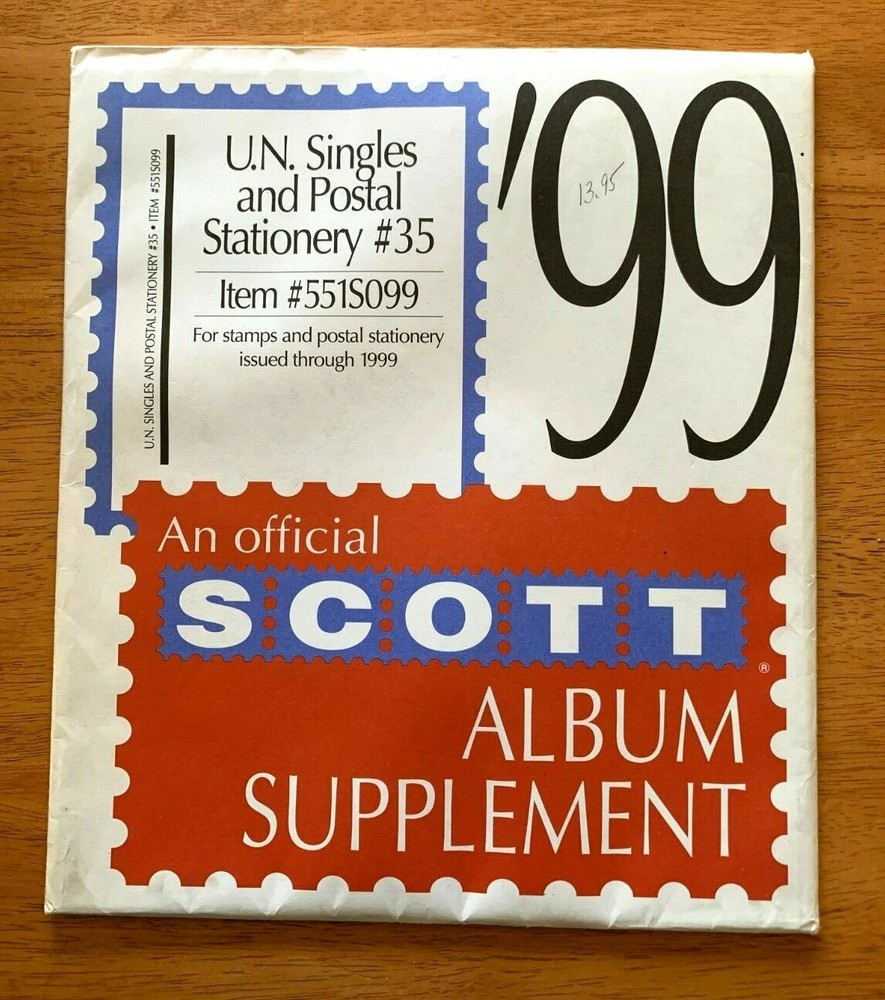 '99
13.95
U.N. Singles
and Postal
Stationery #35
Item #551S099
For stamps and postal stationery
issued through 1999
U.N. SINGLES AND POSTAL STATIONERY #35 • ITEM #551S099
An official
SCOTT
®
ALBUM
SUPPLEMENT